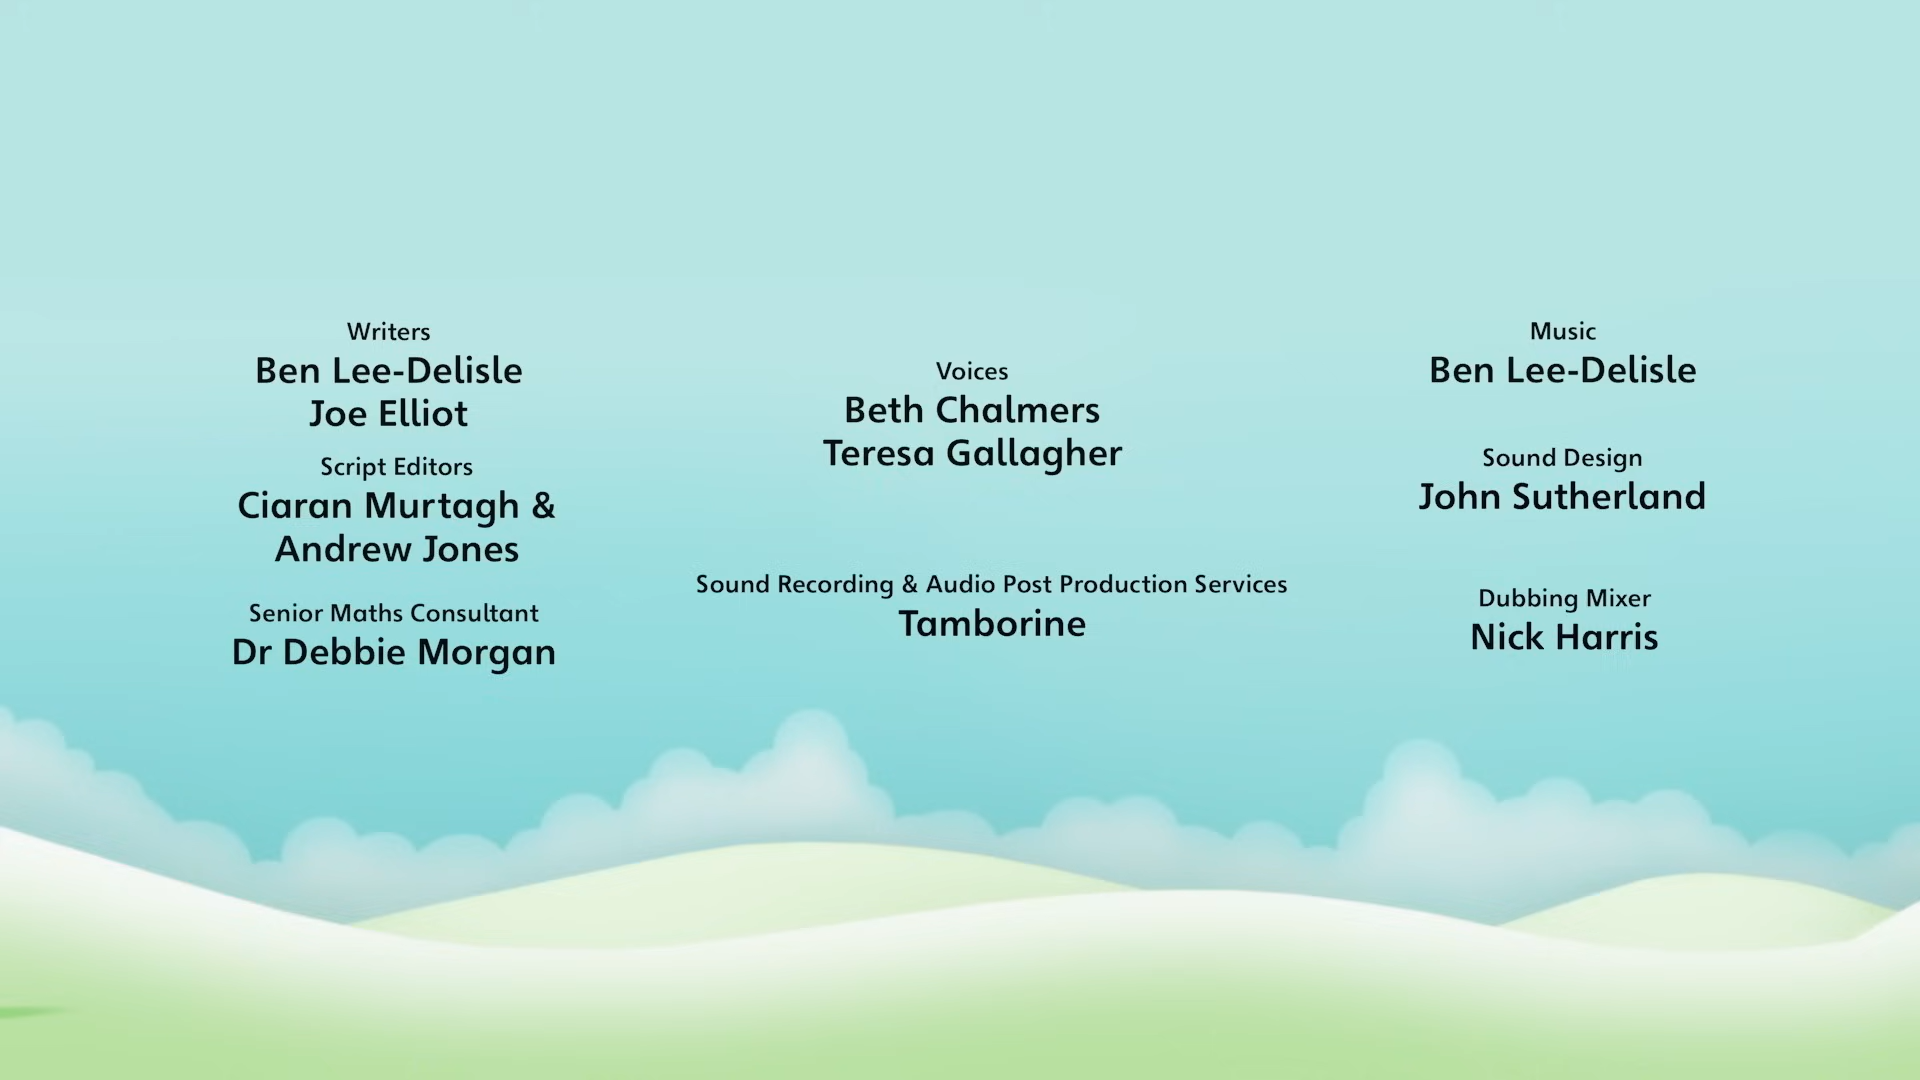 Writers
Ben Lee-Delisle
Joe Elliot
Script Editors
Ciaran Murtagh &
Andrew Jones
Senior Maths Consultant
Dr Debbie Morgan
Voices
Beth Chalmers
Teresa Gallagher
Sound Recording & Audio Post Production Services
Tamborine
Music
Ben Lee-Delisle
Sound Design
John Sutherland
Dubbing Mixer
Nick Harris